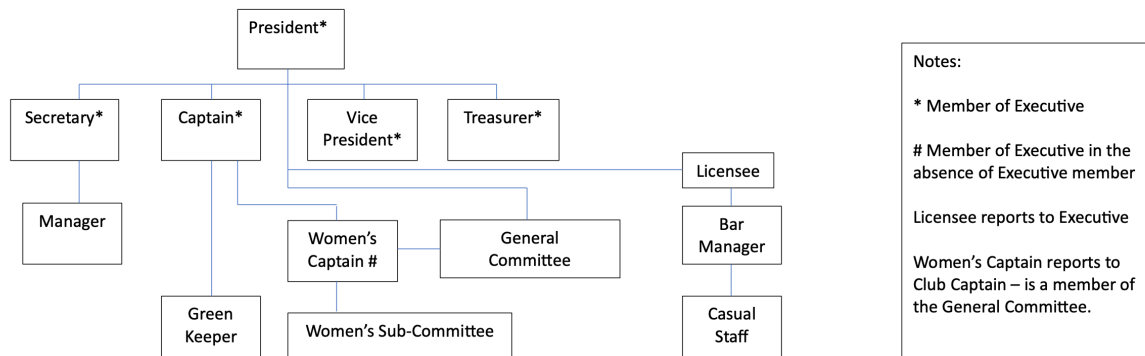 President*
Secretary*
Captain*
Vice
President*
Treasurer*
Licensee
Manager
Women's
Captain #
General
Committee
Bar
Manager
Green
Keeper
Women's Sub-Committee
Casual
Staff
Notes:
* Member of Executive
# Member of Executive in the
absence of Executive member
Licensee reports to Executive
Women's Captain reports to
Club Captain – is a member of
the General Committee.